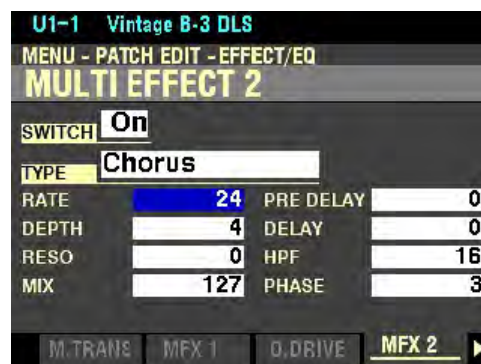 U1-1 Vintage B-3 DLS
MENU - PATCH EDIT - EFFECT/EQ
MULTI EFFECT 2
SWITCH On
TYPE Chorus
RATE 24 PRE DELAY 0
DEPTH 4 DELAY 0
RESO 0 HPF 16
MIX 127 PHASE 3
M.TRANS MFX 1 O.DRIVE MFX 2